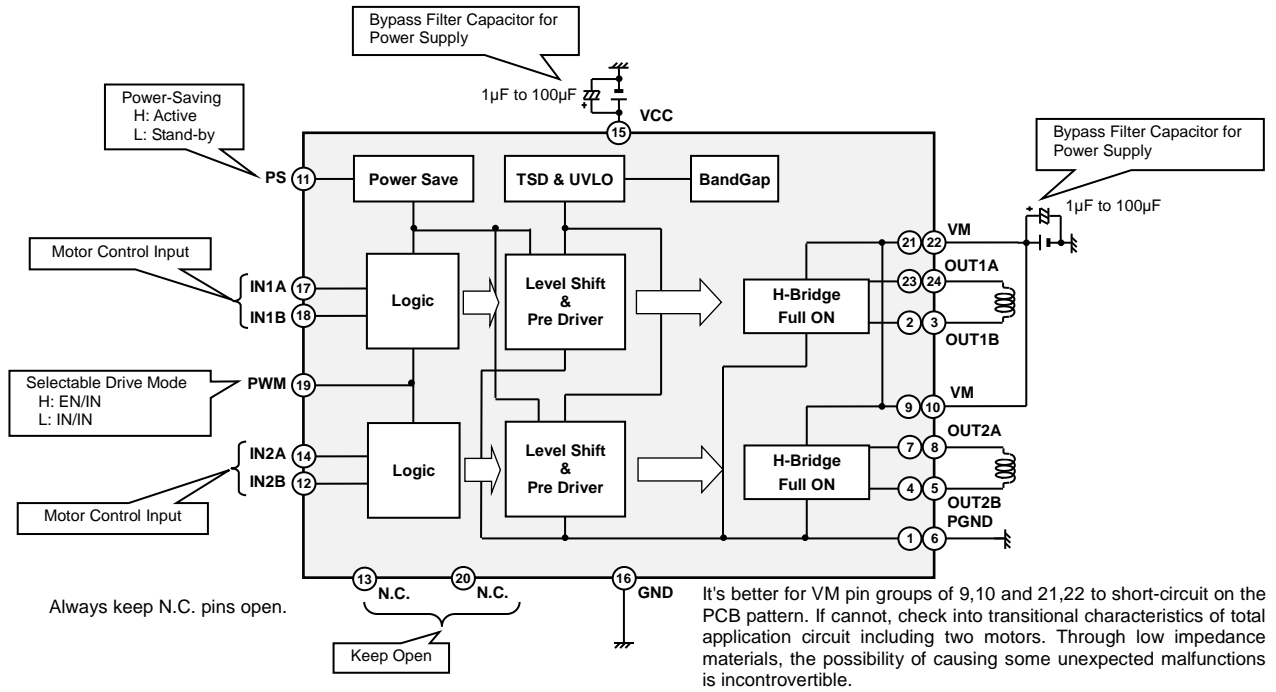 Bypass Filter Capacitor for
Power Supply
1µF to 100µF
+
VCC
15
Power-Saving
H: Active
L: Stand-by
PS 11
Power Save
TSD & UVLO
BandGap
Bypass Filter Capacitor for
Power Supply
+
1µF to 100µF
VM
21 22
Motor Control Input
IN1A 17
IN1B 18
Logic
Level Shift
&
Pre Driver
H-Bridge
Full ON
OUT1A
23 24
2 3
OUT1B
Selectable Drive Mode
H: EN/IN
L: IN/IN
PWM 19
VM
9 10
IN2A 14
IN2B 12
Motor Control Input
Logic
Level Shift
&
Pre Driver
H-Bridge
Full ON
OUT2A
7 8
4 5
OUT2B
PGND
1 6
13
N.C.
20
N.C.
16
GND
Always keep N.C. pins open.
Keep Open
It's better for VM pin groups of 9,10 and 21,22 to short-circuit on the
PCB pattern. If cannot, check into transitional characteristics of total
application circuit including two motors. Through low impedance
materials, the possibility of causing some unexpected malfunctions
is incontrovertible.